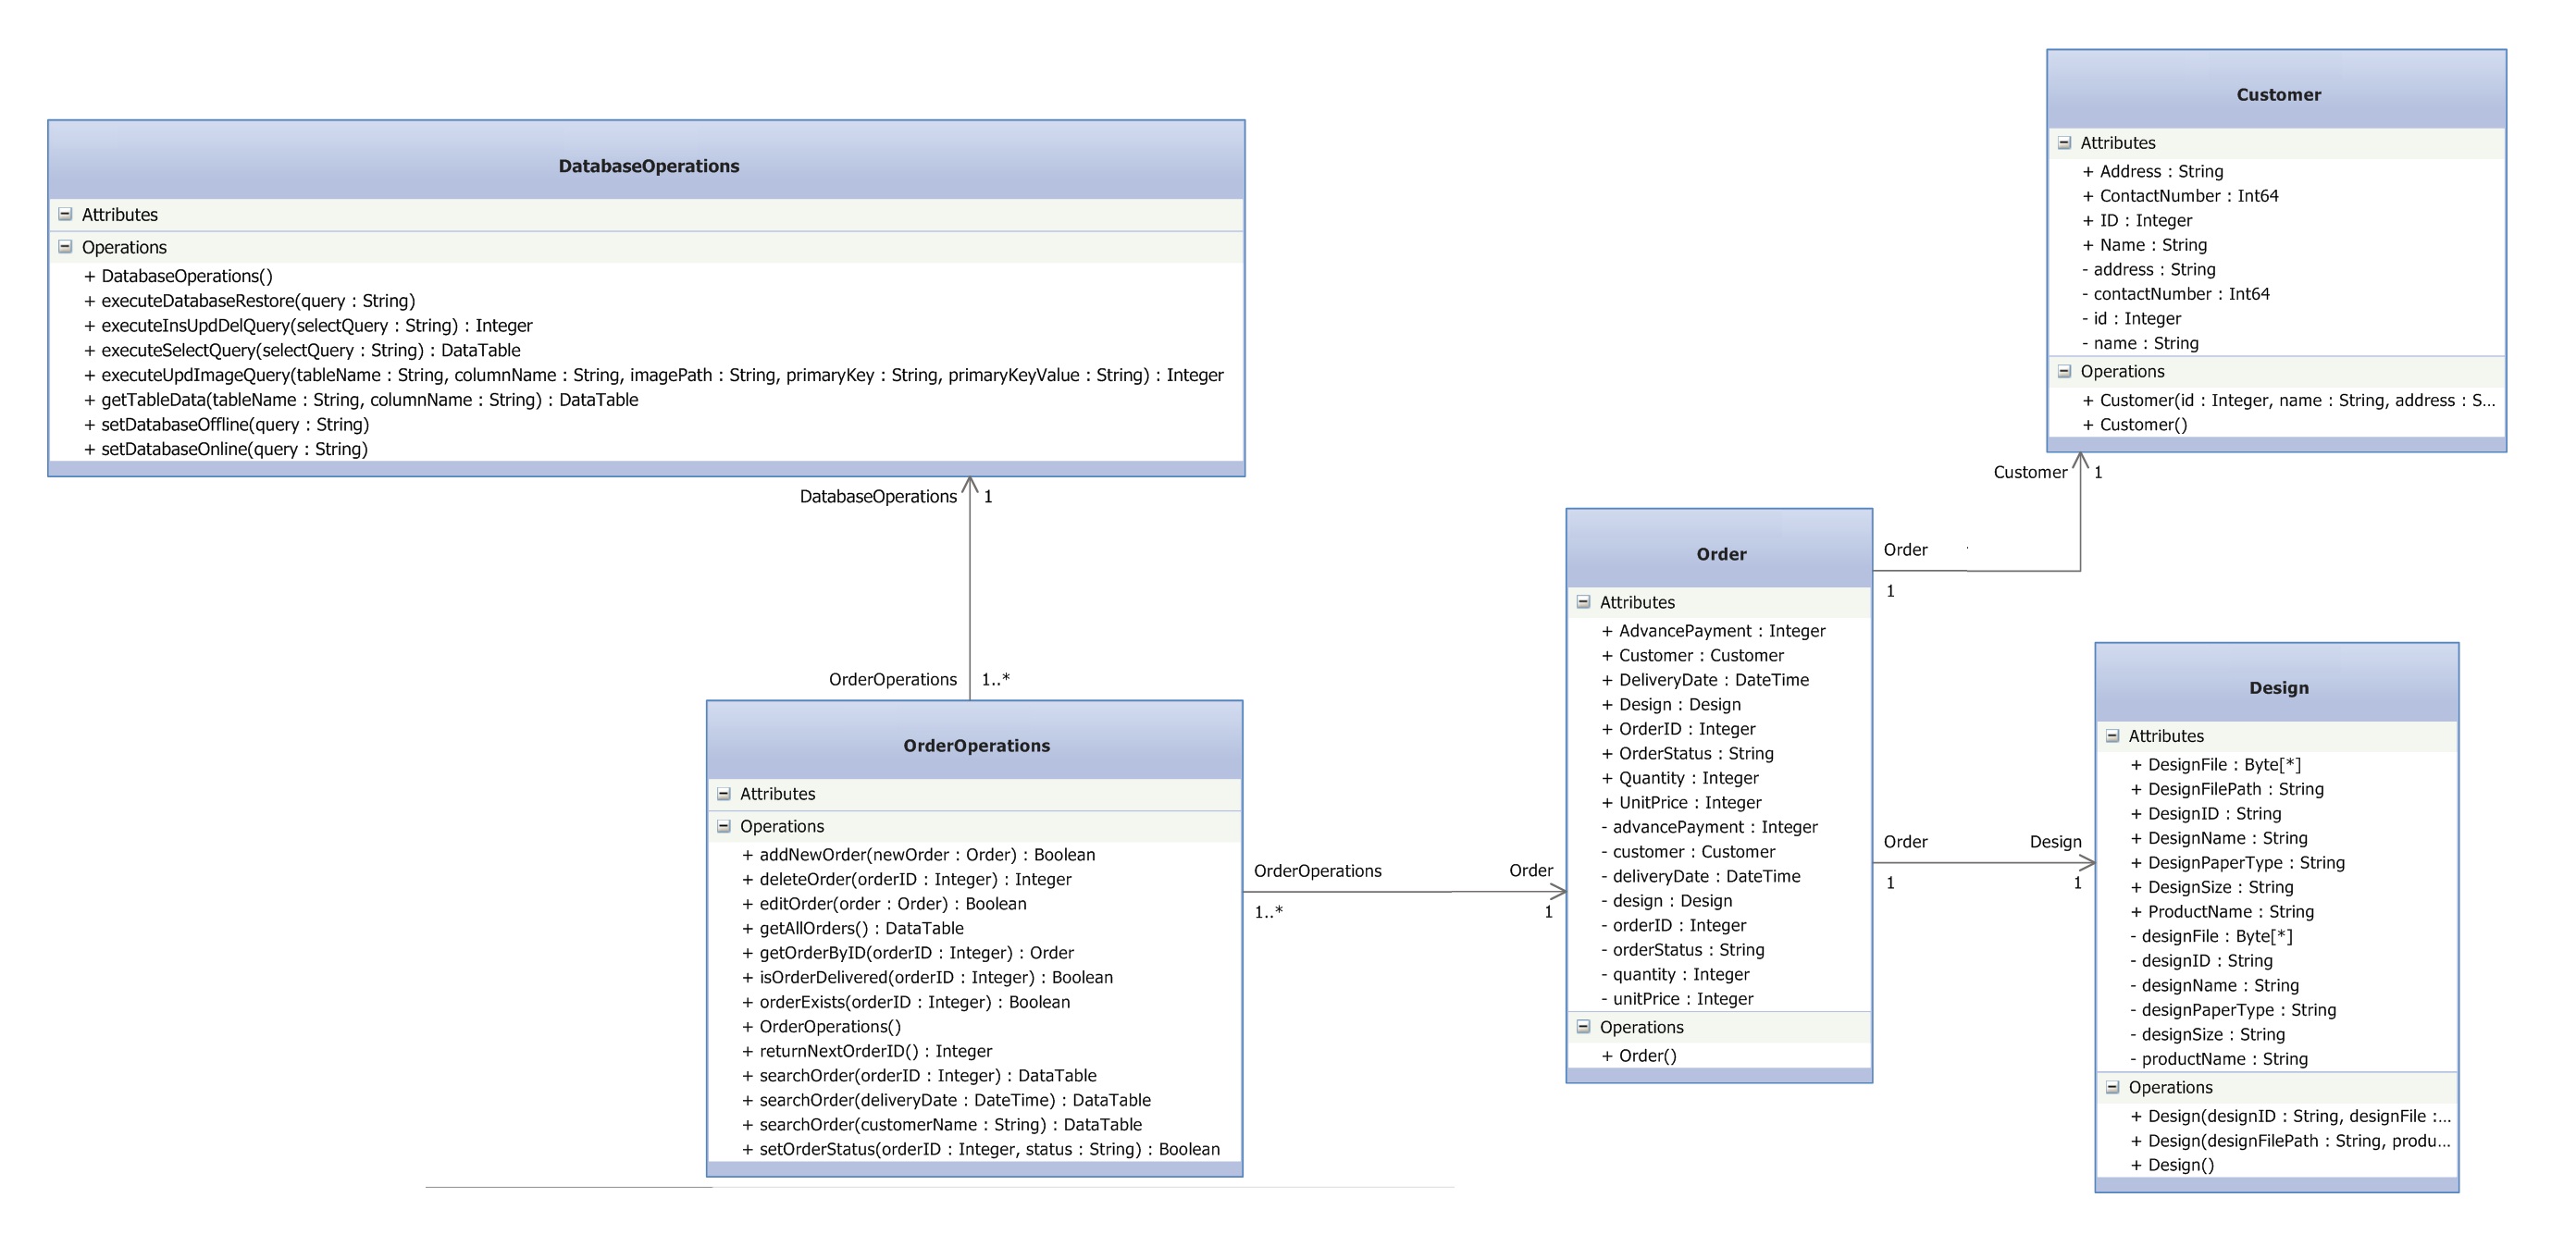 DatabaseOperations
Attributes
Operations
+ DatabaseOperations()
+ executeDatabaseRestore(query : String)
+ executeInsUpdDelQuery(selectQuery : String) : Integer
+ executeSelectQuery(selectQuery : String) : DataTable
+ executeUpdImageQuery(tableName : String, columnName : String, imagePath : String, primaryKey : String, primaryKeyValue : String) : Integer
+ getTableData(tableName : String, columnName : String) : DataTable
+ setDatabaseOffline(query : String)
+ setDatabaseOnline(query : String)
DatabaseOperations 1
OrderOperations 1..*
OrderOperations
Attributes
Operations
+ addNewOrder(newOrder : Order) : Boolean
+ deleteOrder(orderID : Integer) : Integer
+ editOrder(order : Order) : Boolean
+ getAllOrders() : DataTable
+ getOrderByID(orderID : Integer) : Order
+ isOrderDelivered(orderID : Integer) : Boolean
+ orderExists(orderID : Integer) : Boolean
+ OrderOperations()
+ returnNextOrderID() : Integer
+ searchOrder(orderID : Integer) : DataTable
+ searchOrder(deliveryDate : DateTime) : DataTable
+ searchOrder(customerName : String) : DataTable
+ setOrderStatus(orderID : Integer, status : String) : Boolean
OrderOperations Order
1..* 1
Order
Attributes
+ AdvancePayment : Integer
+ Customer : Customer
+ DeliveryDate : DateTime
+ Design : Design
+ OrderID : Integer
+ OrderStatus : String
+ Quantity : Integer
+ UnitPrice : Integer
- advancePayment : Integer
- customer : Customer
- deliveryDate : DateTime
- design : Design
- orderID : Integer
- orderStatus : String
- quantity : Integer
- unitPrice : Integer
Operations
+ Order()
Customer
Attributes
+ Address : String
+ ContactNumber : Int64
+ ID : Integer
+ Name : String
- address : String
- contactNumber : Int64
- id : Integer
- name : String
Operations
+ Customer(id : Integer, name : String, address : S...
+ Customer()
Customer 1
Order
1
Order Design
1 1
Design
Attributes
+ DesignFile : Byte[*]
+ DesignFilePath : String
+ DesignID : String
+ DesignName : String
+ DesignPaperType : String
+ DesignSize : String
+ ProductName : String
- designFile : Byte[*]
- designID : String
- designName : String
- designPaperType : String
- designSize : String
- productName : String
Operations
+ Design(designID : String, designFile :...
+ Design(designFilePath : String, produ...
+ Design()